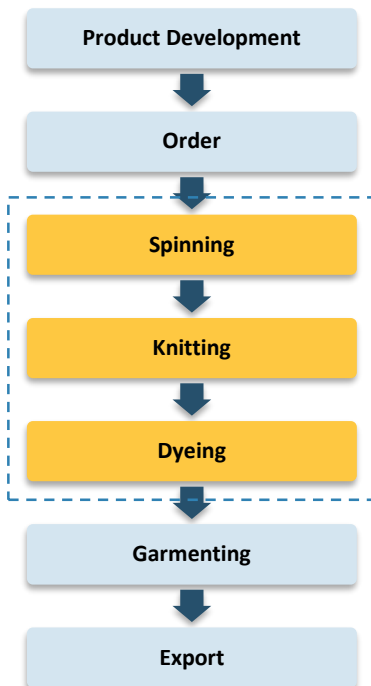 Product Development
Order
Spinning
Knitting
Dyeing
Garmenting
Export